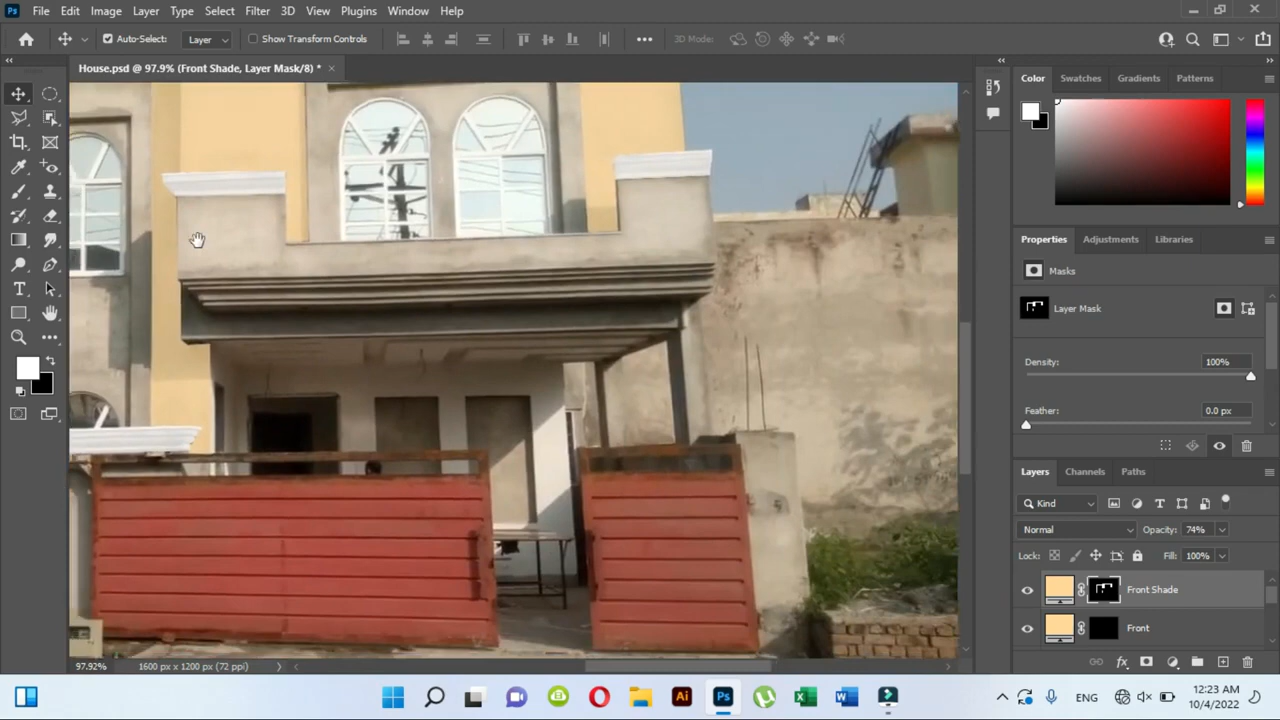 Ps File Edit Image Layer Type Select Filter 3D View Plugins Window Help
Auto-Select: Layer Show Transform Controls 3D Mode:
House.psd @ 97.9% (Front Shade, Layer Mask/8) * ×
Color Swatches Gradients Patterns
Properties Adjustments Libraries
Masks
Layer Mask
Density: 100%
Feather: 0.0 px
Layers Channels Paths
Kind
Normal Opacity: 74%
Lock: Fill: 100%
Front Shade
Front
97.92% 1600 px x 1200 px (72 ppi)
Ai Ps ENG 12:23 AM
10/4/2022